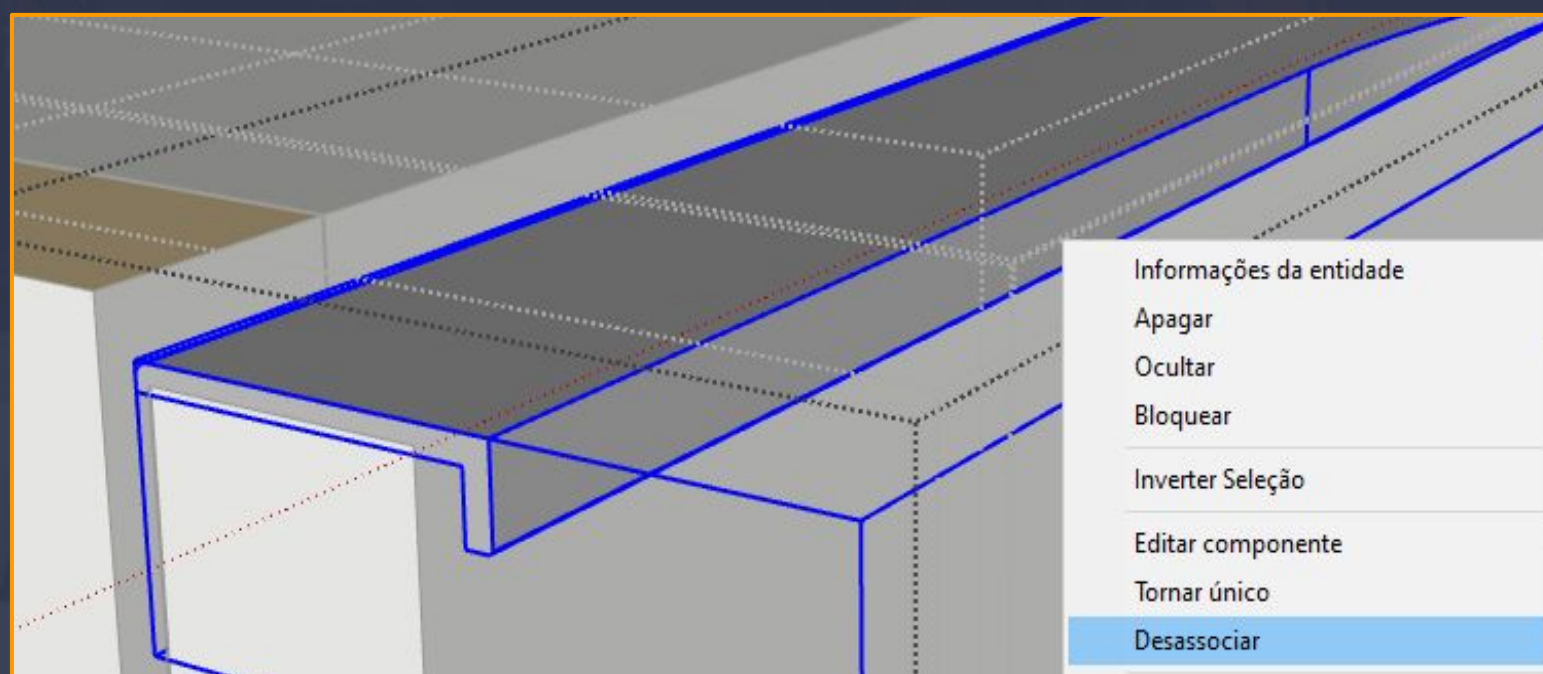 Informações da entidade
Apagar
Ocultar
Bloquear
Inverter Seleção
Editar componente
Tornar único
Desassociar